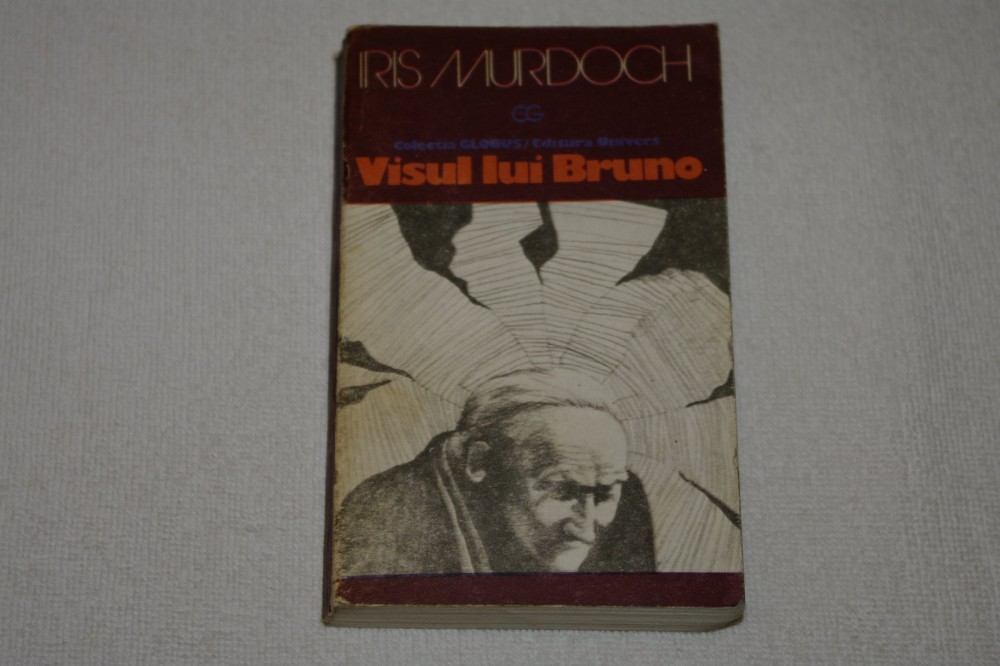 IRIS MURDOCH
GG
Colecția GLOBUS/Editura Univers
Visul lui Bruno